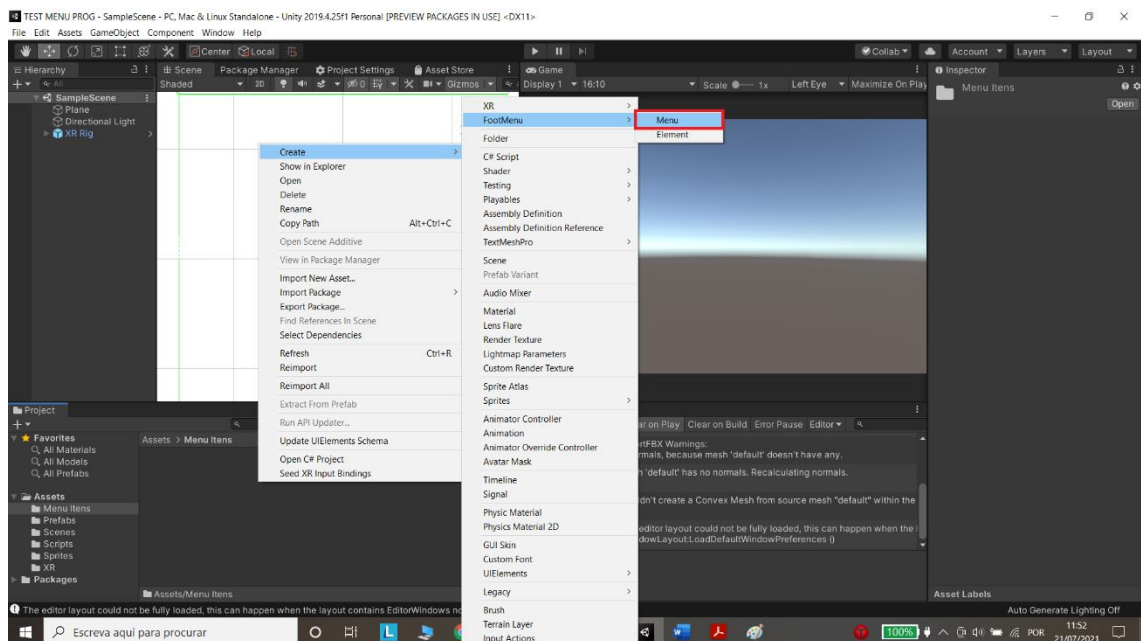 TEST MENU PROG - SampleScene - PC, Mac & Linux Standalone - Unity 2019.4.25f1 Personal [PREVIEW PACKAGES IN USE] <DX11>
File Edit Assets GameObject Component Window Help
Center Local Collab Account Layers Layout
Hierarchy
All
SampleScene
Plane
Directional Light
XR Rig
Scene Package Manager Project Settings Asset Store
Shaded 2D 0 Gizmos
Game
Display 1 16:10 Scale 1x Left Eye Maximize On Play
Inspector
Menu Itens
Open
Create
Show in Explorer
Open
Delete
Rename
Copy Path Alt+Ctrl+C
Open Scene Additive
View in Package Manager
Import New Asset...
Import Package
Export Package...
Find References In Scene
Select Dependencies
Refresh Ctrl+R
Reimport
Reimport All
Extract From Prefab
Run API Updater...
Update UIElements Schema
Open C# Project
Seed XR Input Bindings
XR
FootMenu
Folder
C# Script
Shader
Testing
Playables
Assembly Definition
Assembly Definition Reference
TextMeshPro
Scene
Prefab Variant
Audio Mixer
Material
Lens Flare
Render Texture
Lightmap Parameters
Custom Render Texture
Sprite Atlas
Sprites
Animator Controller
Animation
Animator Override Controller
Avatar Mask
Timeline
Signal
Physic Material
Physics Material 2D
GUI Skin
Custom Font
UIElements
Legacy
Brush
Terrain Layer
Input Actions
Menu
Element
Project
Favorites
All Materials
All Models
All Prefabs
Assets
Menu Itens
Prefabs
Scenes
Scripts
Sprites
XR
Packages
Assets > Menu Itens
Assets/Menu Itens
on Play Clear on Build Error Pause Editor
Warnings:
because mesh 'default' doesn't have any.
'default' has no normals. Recalculating normals.
create a Convex Mesh from source mesh "default" within the
editor layout could not be fully loaded, this can happen when the
LoadDefaultWindowPreferences ()
Asset Labels
The editor layout could not be fully loaded, this can happen when the layout contains EditorWindows
Auto Generate Lighting Off
Escreva aqui para procurar
100%
POR
11:52
21/07/2021